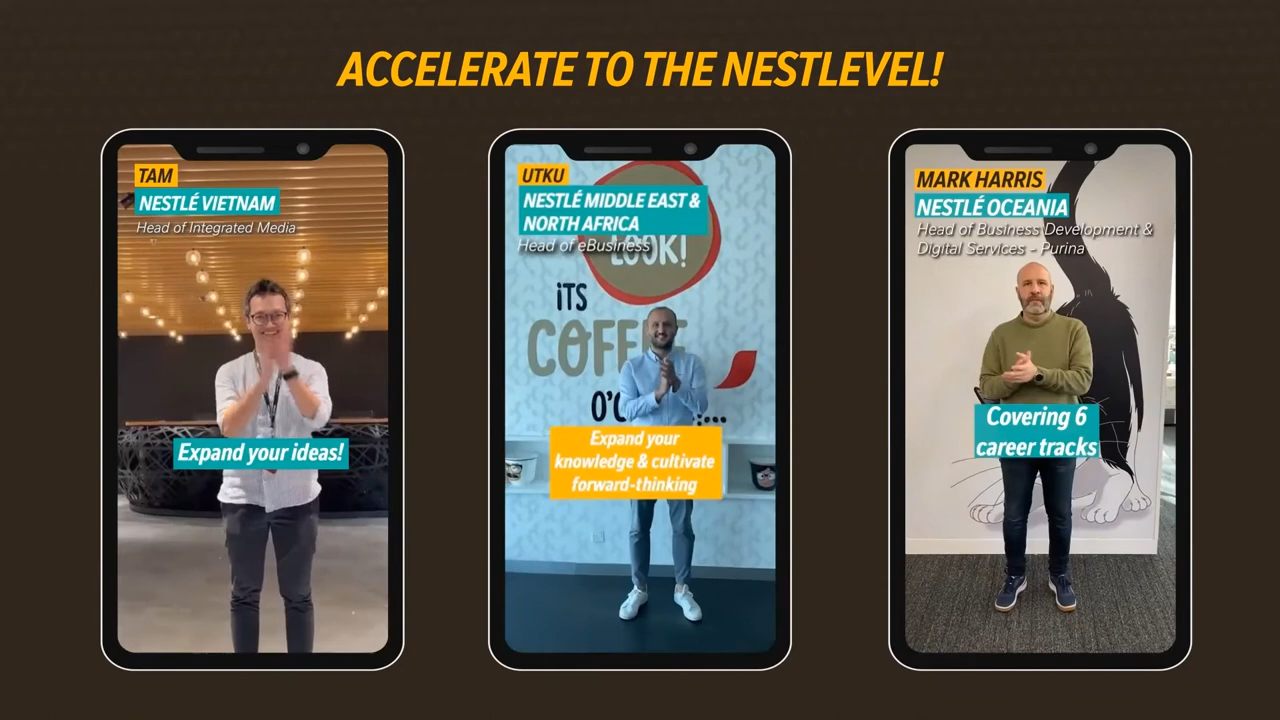 ACCELERATE TO THE NESTLEVEL!
TAM
NESTLÉ VIETNAM
Head of Integrated Media
Expand your ideas!
UTKU
NESTLÉ MIDDLE EAST &
NORTH AFRICA
Head of eBusiness
LOOK!
iTS
COFFE
O'C
Expand your
knowledge & cultivate
forward-thinking
MARK HARRIS
NESTLÉ OCEANIA
Head of Business Development &
Digital Services - Purina
Covering 6
career tracks